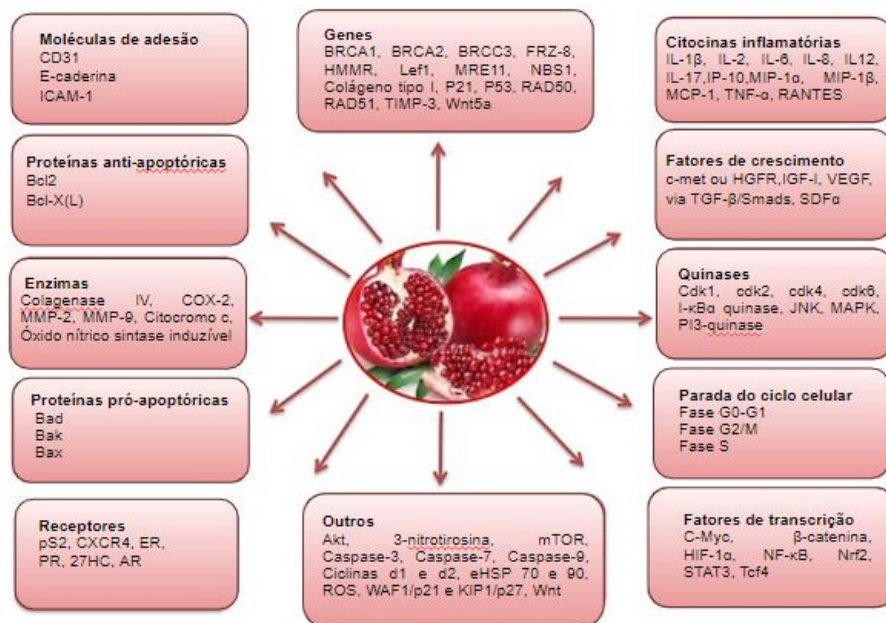 Moléculas de adesão
CD31
E-caderina
ICAM-1
Genes
BRCA1, BRCA2, BRCC3, FRZ-8,
HMMR, Lef1, MRE11, NBS1,
Colágeno tipo I, P21, P53, RAD50,
RAD51, TIMP-3, Wnt5a
Citocinas inflamatórias
IL-1β, IL-2, IL-6, IL-8, IL12,
IL-17,IP-10,MIP-1α, MIP-1β,
MCP-1, TNF-α, RANTES
Proteínas anti-apoptóricas
Bcl2
Bcl-X(L)
Fatores de crescimento
c-met ou HGFR,IGF-I, VEGF,
via TGF-β/Smads, SDFα
Enzimas
Colagenase IV, COX-2,
MMP-2, MMP-9, Citocromo c,
Óxido nítrico sintase induzível
Quinases
Cdk1, cdk2, cdk4, cdk6,
I-κBα quinase, JNK, MAPK,
PI3-quinase
Proteínas pró-apoptóricas
Bad
Bak
Bax
Parada do ciclo celular
Fase G0-G1
Fase G2/M
Fase S
Receptores
pS2, CXCR4, ER,
PR, 27HC, AR
Outros
Akt, 3-nitrotirosina, mTOR,
Caspase-3, Caspase-7, Caspase-9,
Ciclinas d1 e d2, eHSP 70 e 90,
ROS, WAF1/p21 e KIP1/p27, Wnt
Fatores de transcrição
C-Myc, β-catenina,
HIF-1α, NF-κB, Nrf2,
STAT3, Tcf4